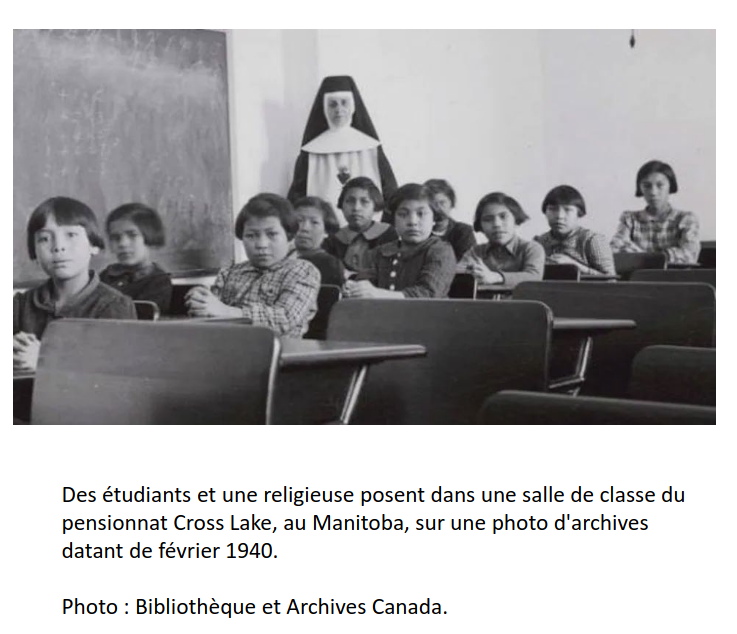 Des étudiants et une religieuse posent dans une salle de classe du
pensionnat Cross Lake, au Manitoba, sur une photo d'archives
datant de février 1940.
Photo : Bibliothèque et Archives Canada.